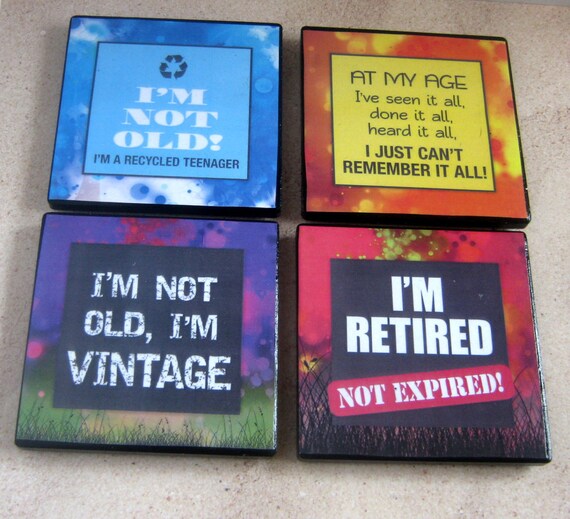 I'M
NOT
OLD!
I'M A RECYCLED TEENAGER
AT MY AGE
I've seen it all,
done it all,
heard it all,
I JUST CAN'T
REMEMBER IT ALL!
I'M NOT
OLD, I'M
VINTAGE
I'M
RETIRED
NOT EXPIRED!